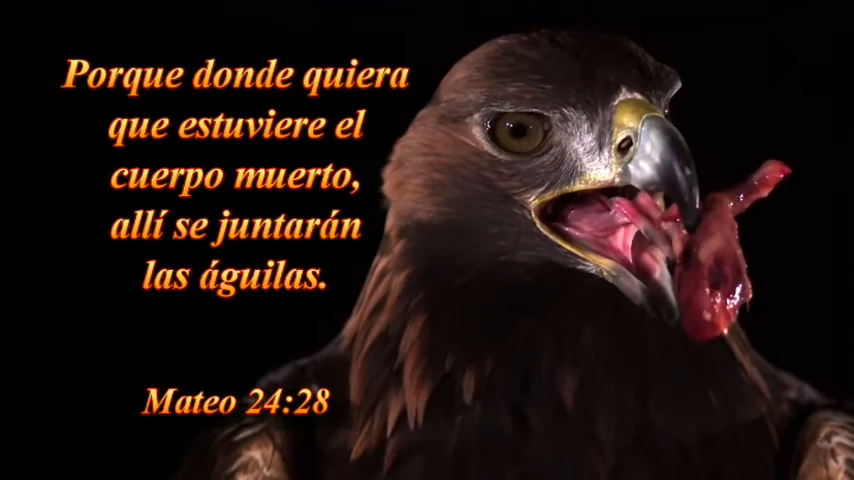 Porque donde quiera
que estuviere el
cuerpo muerto,
allí se juntarán
las águilas.
Mateo 24:28